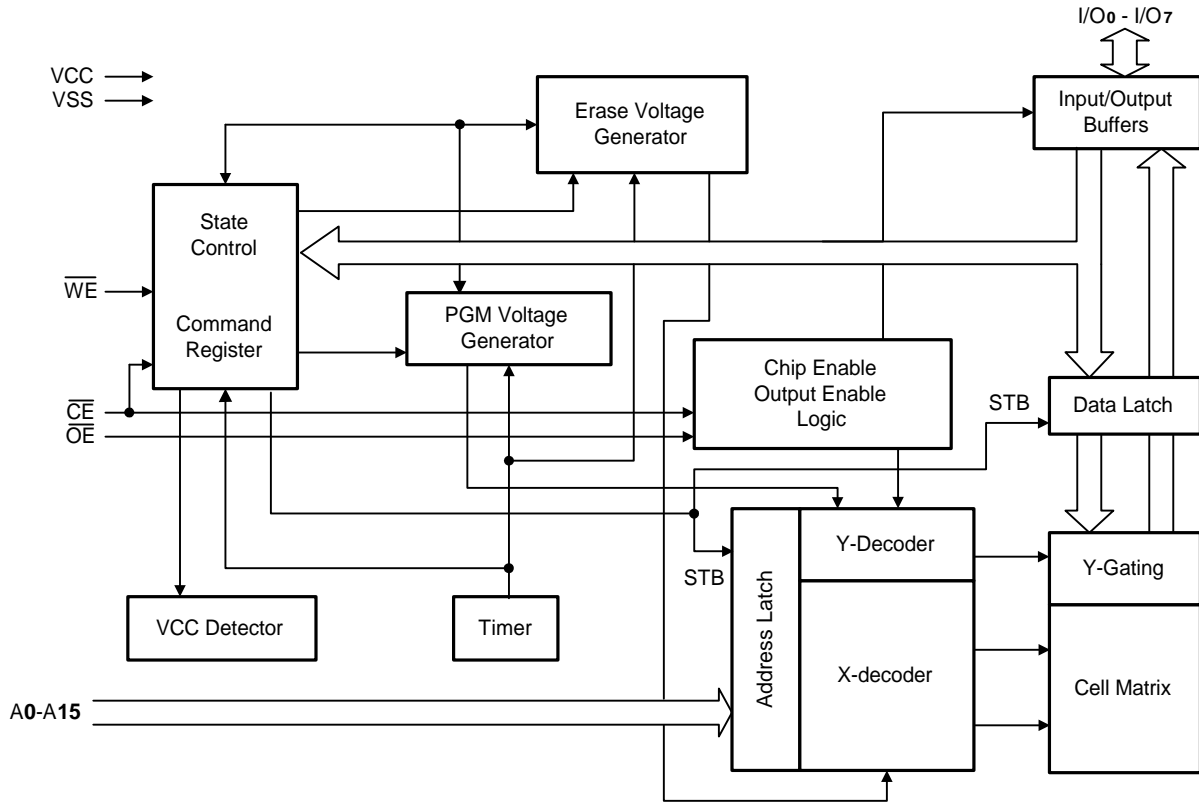 I/O0 - I/O7
VCC
VSS
Erase Voltage
Generator
Input/Output
Buffers
State
Control
Command
Register
WE
PGM Voltage
Generator
Chip Enable
Output Enable
Logic
CE
OE
STB
Data Latch
Y-Decoder
Y-Gating
STB
Address Latch
VCC Detector
Timer
X-decoder
Cell Matrix
A0-A15